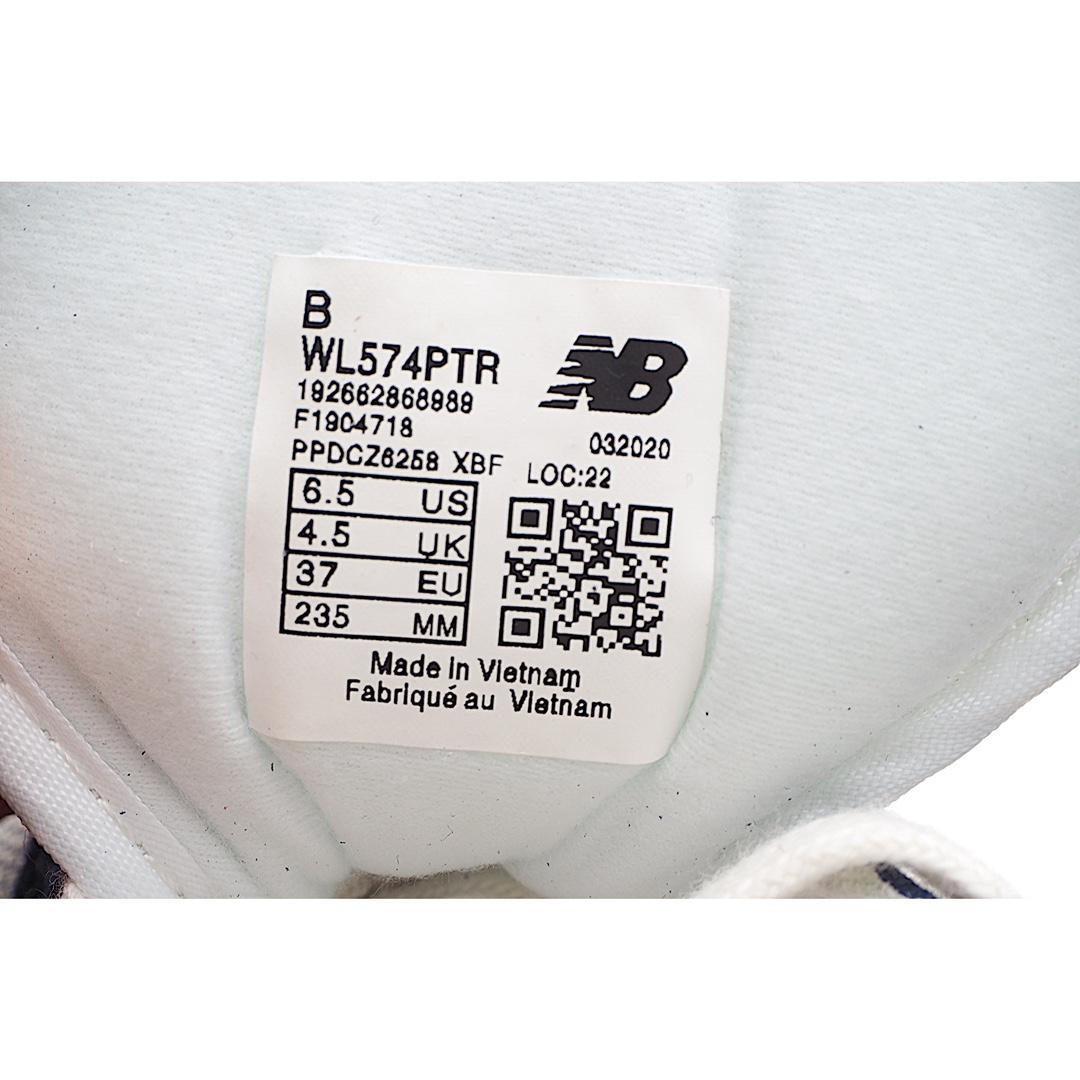 B
WL574PTR
NB
192662868989
F1904718
032020
PPDCZ6258 XBF
LOC:22
6.5 US
4.5 UK
37 EU
235 MM
Made in Vietnam
Fabriqué au Vietnam